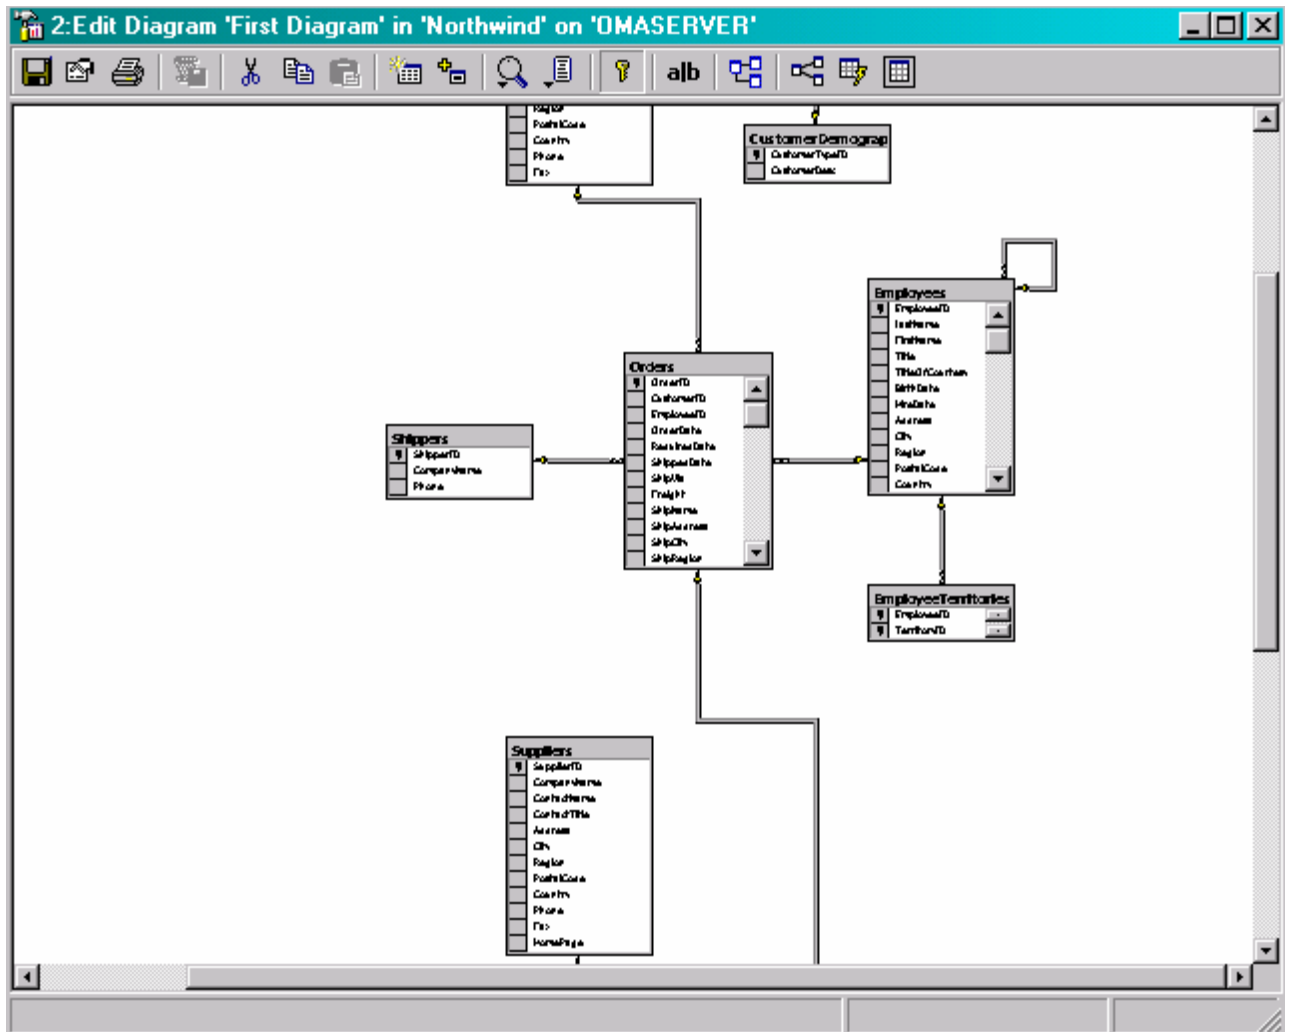 2:Edit Diagram 'First Diagram' in 'Northwind' on 'OMASERVER'
a|b
Region
PostalCode
Country
Phone
Fax
CustomerDemograp
CustomerTypeID
CustomerDesc
Employees
EmployeeID
LastName
FirstName
Title
TitleOfCourtesy
BirthDate
HireDate
Address
City
Region
PostalCode
Country
Orders
OrderID
CustomerID
EmployeeID
OrderDate
RequiredDate
ShippedDate
ShipVia
Freight
ShipName
ShipAddress
ShipCity
ShipRegion
Shippers
ShipperID
CompanyName
Phone
EmployeeTerritories
EmployeeID
TerritoryID
Suppliers
SupplierID
CompanyName
ContactName
ContactTitle
Address
City
Region
PostalCode
Country
Phone
Fax
HomePage